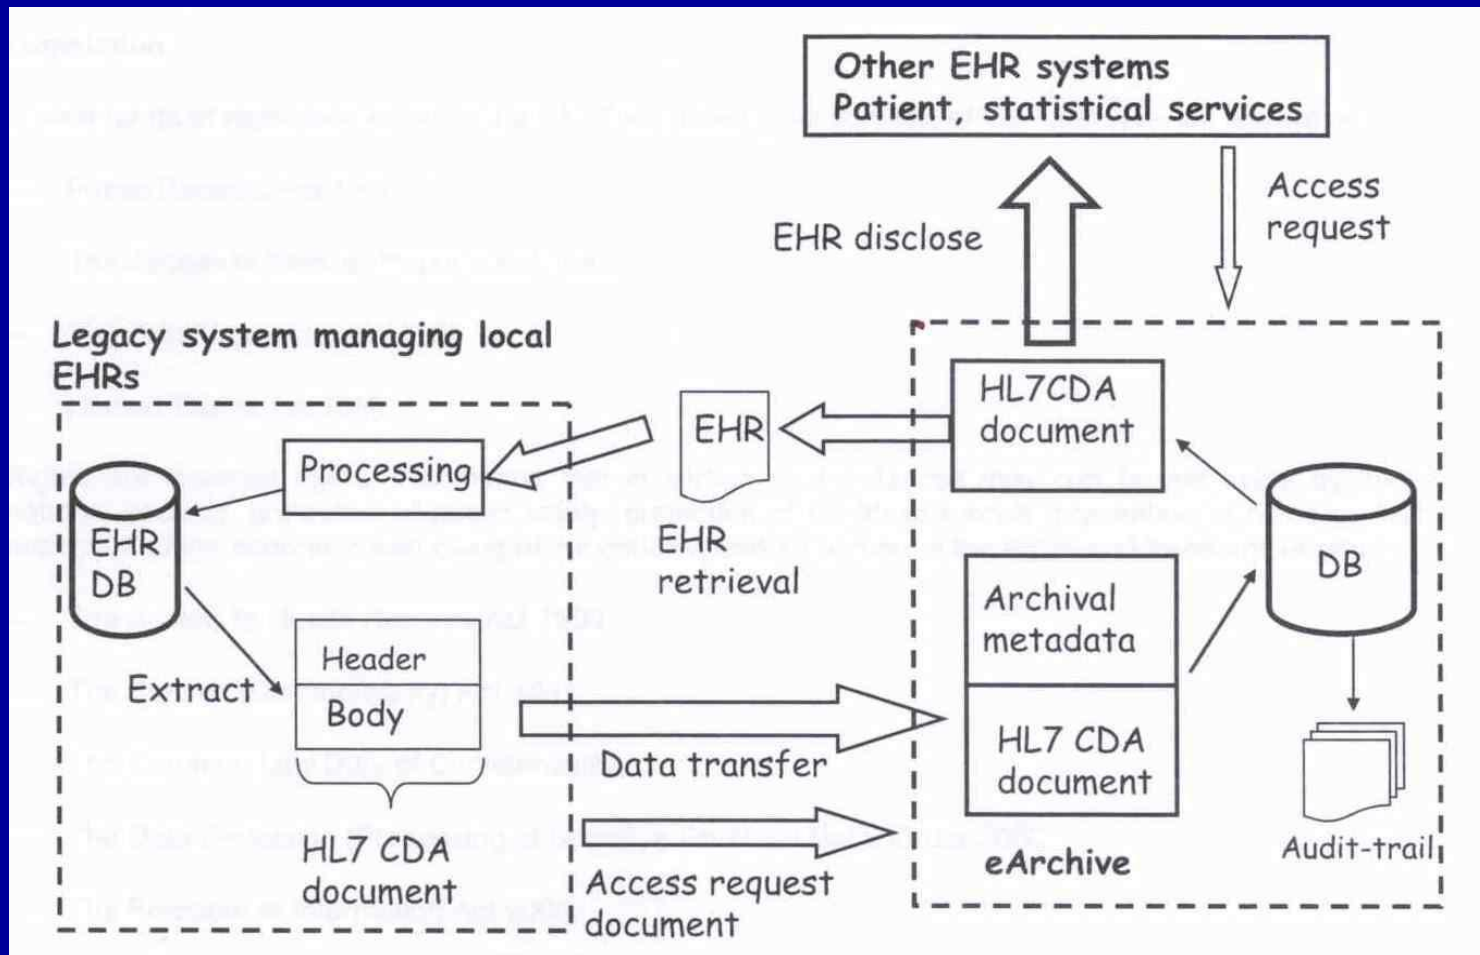 Other EHR systems
Patient, statistical services
EHR disclose
Access
request
Legacy system managing local
EHRs
HL7CDA
document
EHR
Processing
EHR
DB
EHR
retrieval
DB
Archival
metadata
Header
Extract
Body
HL7 CDA
document
Data transfer
HL7 CDA
document
Access request
document
eArchive
Audit-trail